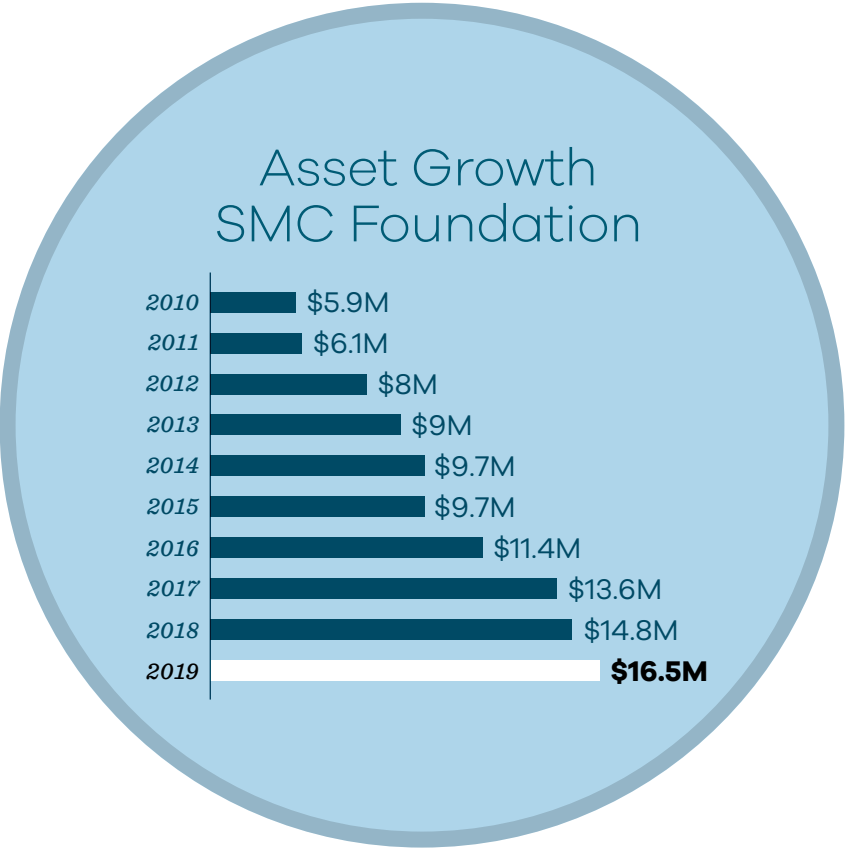 Asset Growth
SMC Foundation
2010 $5.9M
2011 $6.1M
2012 $8M
2013 $9M
2014 $9.7M
2015 $9.7M
2016 $11.4M
2017 $13.6M
2018 $14.8M
2019 $16.5M